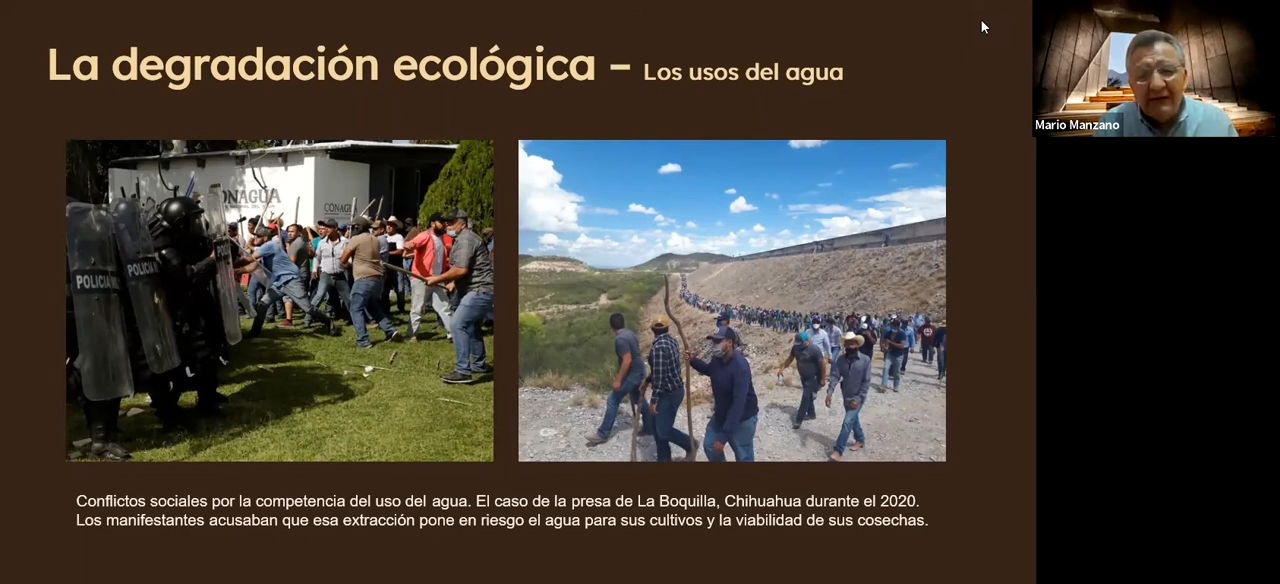 La degradación ecológica – Los usos del agua
Mario Manzano
CONAGUA
CONAGUA
POLICIA
POLICIA
Conflictos sociales por la competencia del uso del agua. El caso de la presa de La Boquilla, Chihuahua durante el 2020.
Los manifestantes acusaban que esa extracción pone en riesgo el agua para sus cultivos y la viabilidad de sus cosechas.